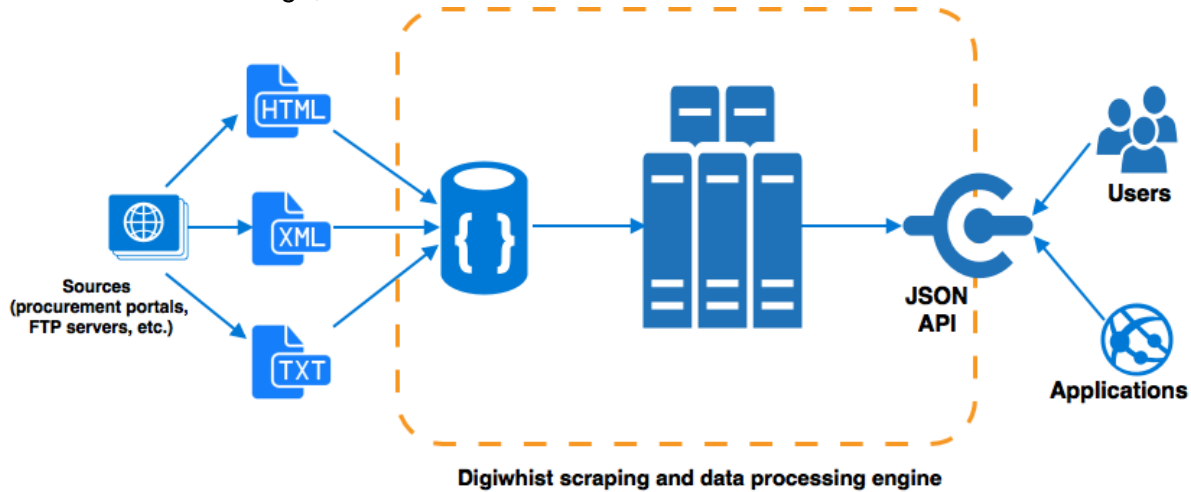 HTML
XML
TXT
{ }
Sources
(procurement portals,
FTP servers, etc.)
JSON
API
Users
Applications
Digiwhist scraping and data processing engine